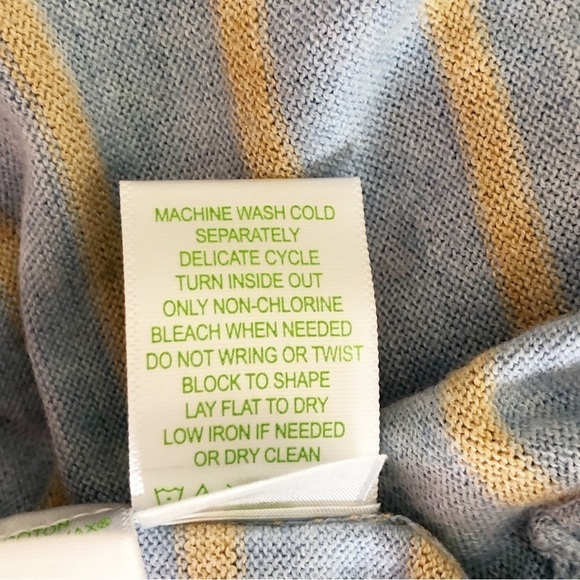 MACHINE WASH COLD
SEPARATELY
DELICATE CYCLE
TURN INSIDE OUT
ONLY NON-CHLORINE
BLEACH WHEN NEEDED
DO NOT WRING OR TWIST
BLOCK TO SHAPE
LAY FLAT TO DRY
LOW IRON IF NEEDED
OR DRY CLEAN